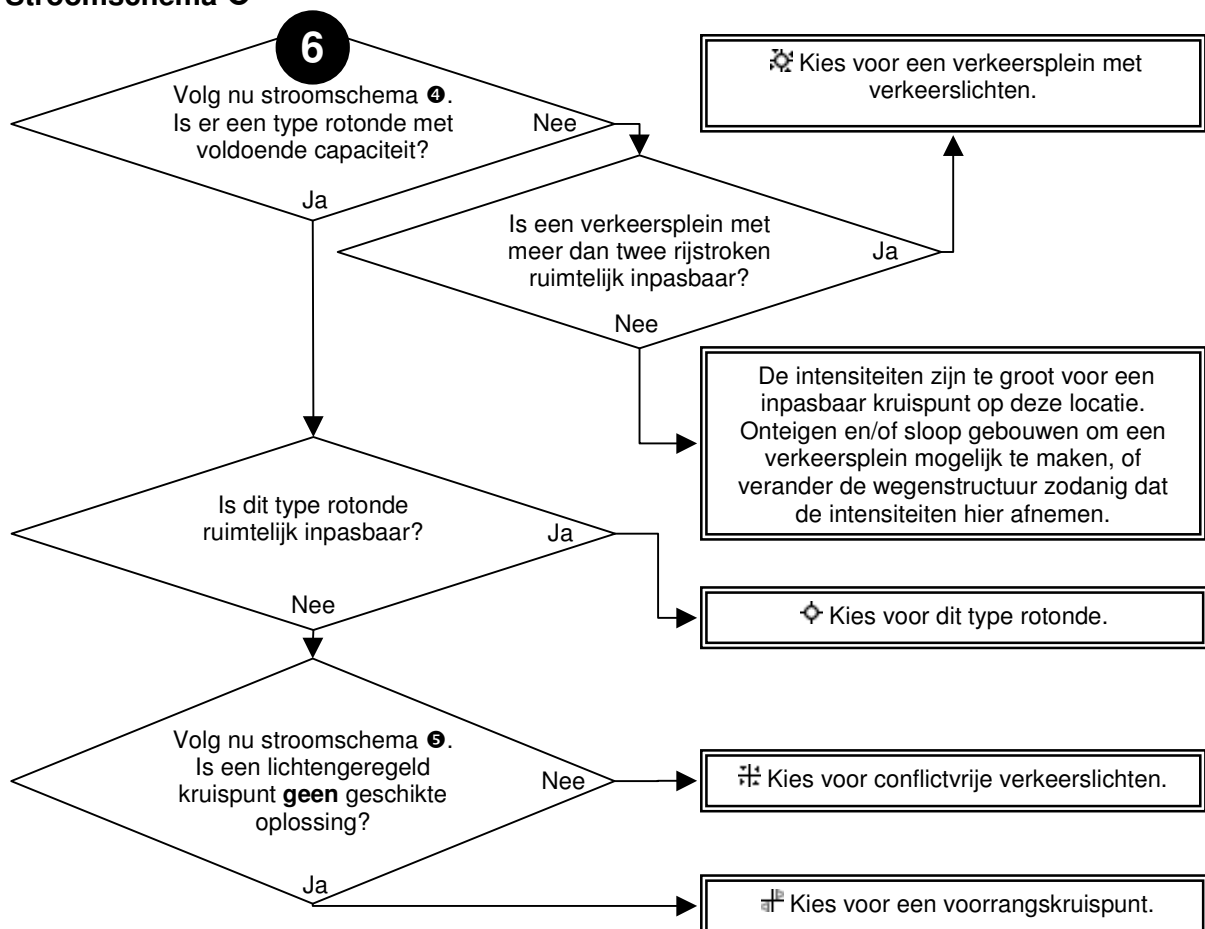 Stroomschema ❻
6
Volg nu stroomschema ❹.
Is er een type rotonde met
voldoende capaciteit?
Nee
Ja
Kies voor een verkeersplein met
verkeerslichten.
Is een verkeersplein met
meer dan twee rijstroken
ruimtelijk inpasbaar?
Ja
Nee
De intensiteiten zijn te groot voor een
inpasbaar kruispunt op deze locatie.
Onteigen en/of sloop gebouwen om een
verkeersplein mogelijk te maken, of
verander de wegenstructuur zodanig dat
de intensiteiten hier afnemen.
Is dit type rotonde
ruimtelijk inpasbaar?
Ja
Nee
Kies voor dit type rotonde.
Volg nu stroomschema ❺.
Is een lichtengeregeld
kruispunt geen geschikte
oplossing?
Nee
Ja
Kies voor conflictvrije verkeerslichten.
Kies voor een voorrangskruispunt.